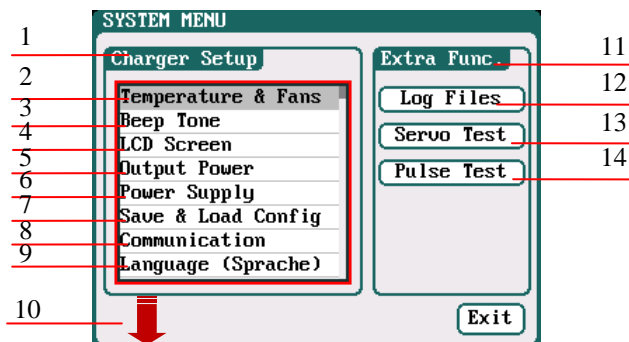 SYSTEM MENU
1
Charger Setup
2
Temperature & Fans
3
Beep Tone
4
LCD Screen
5
Output Power
6
Power Supply
7
Save & Load Config
8
Communication
9
Language (Sprache)
10
Extra Func.
11
Log Files
12
Servo Test
13
Pulse Test
14
Exit